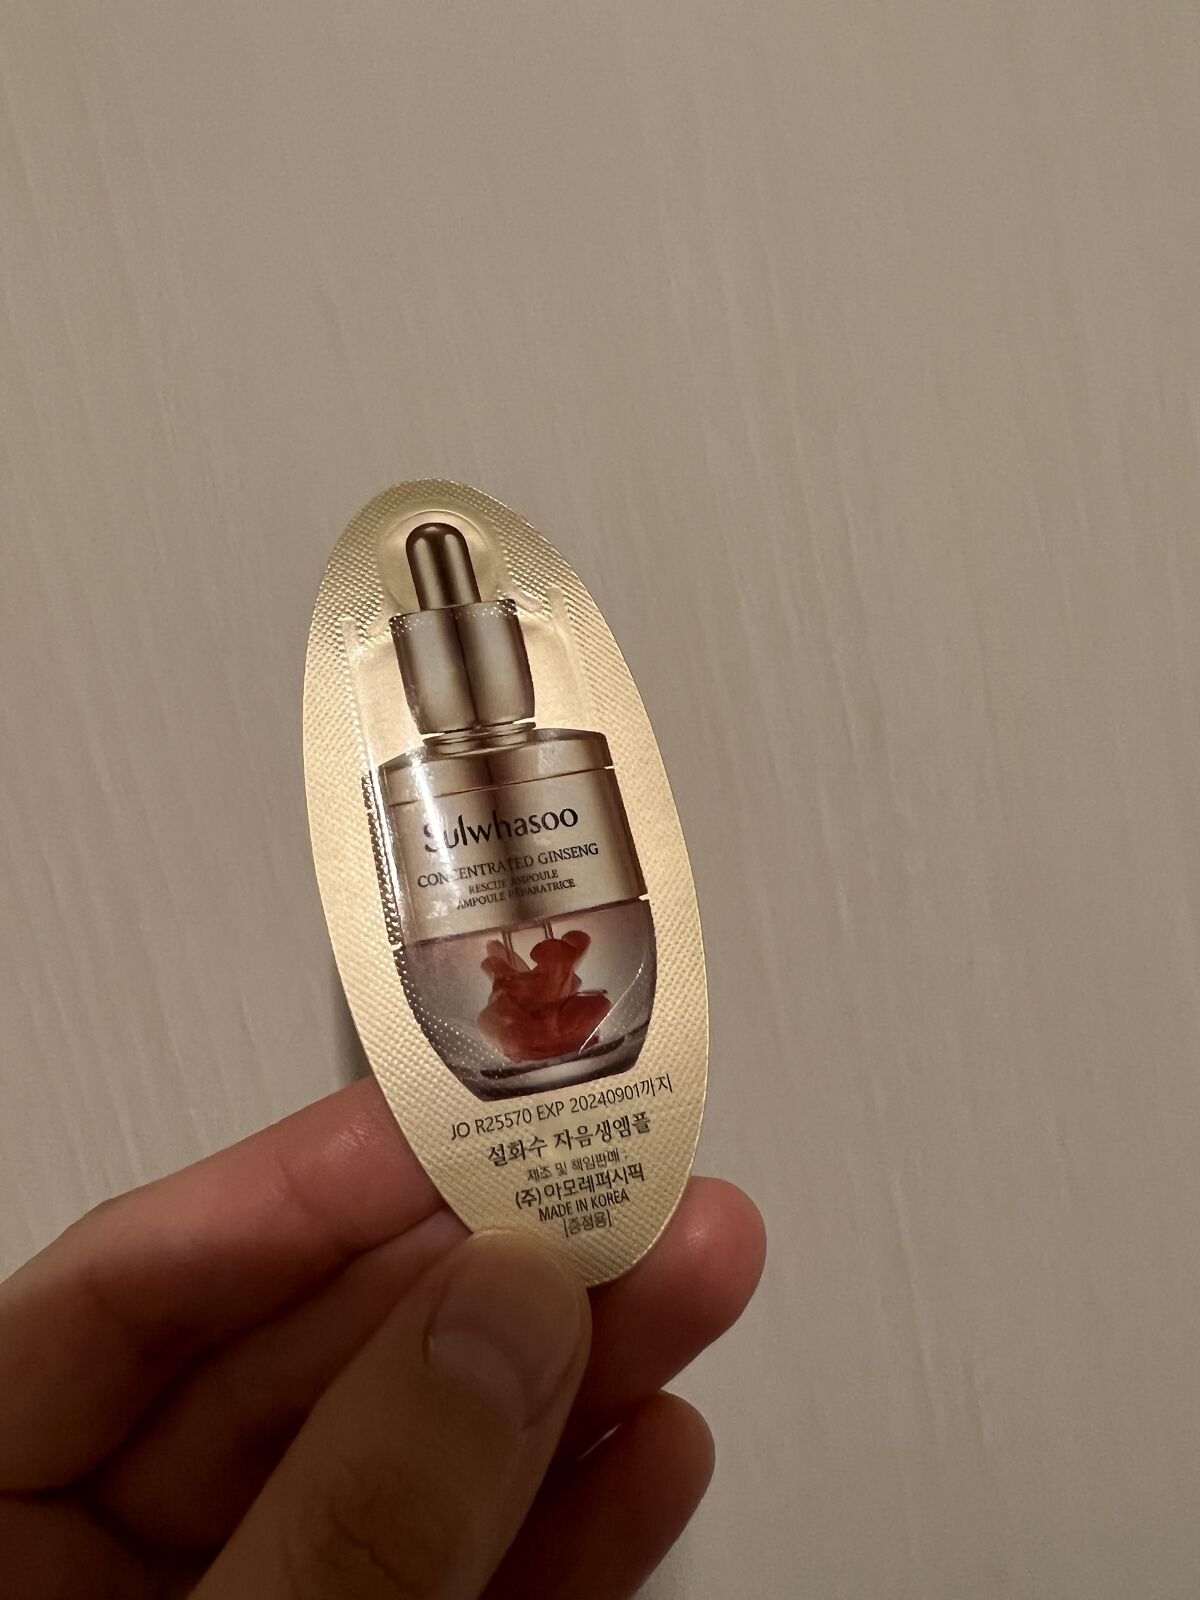 Sulwhasoo
CONCENTRATED GINSENG
RESCUE AMPOULE
AMPOULE RÉPARATRICE
JO R25570 EXP 20240901까지
설화수 자음생앰플
제조 및 책임판매 :
(주)아모레퍼시픽
MADE IN KOREA
[증정용]